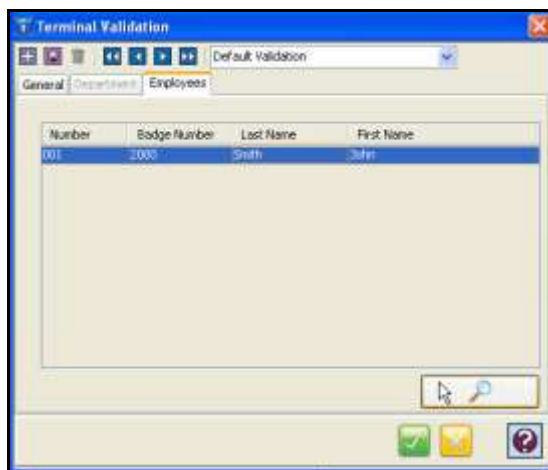 Terminal Validation
Default Validation
General Department Employees
Number Badge Number Last Name First Name
001 2000 Smith John